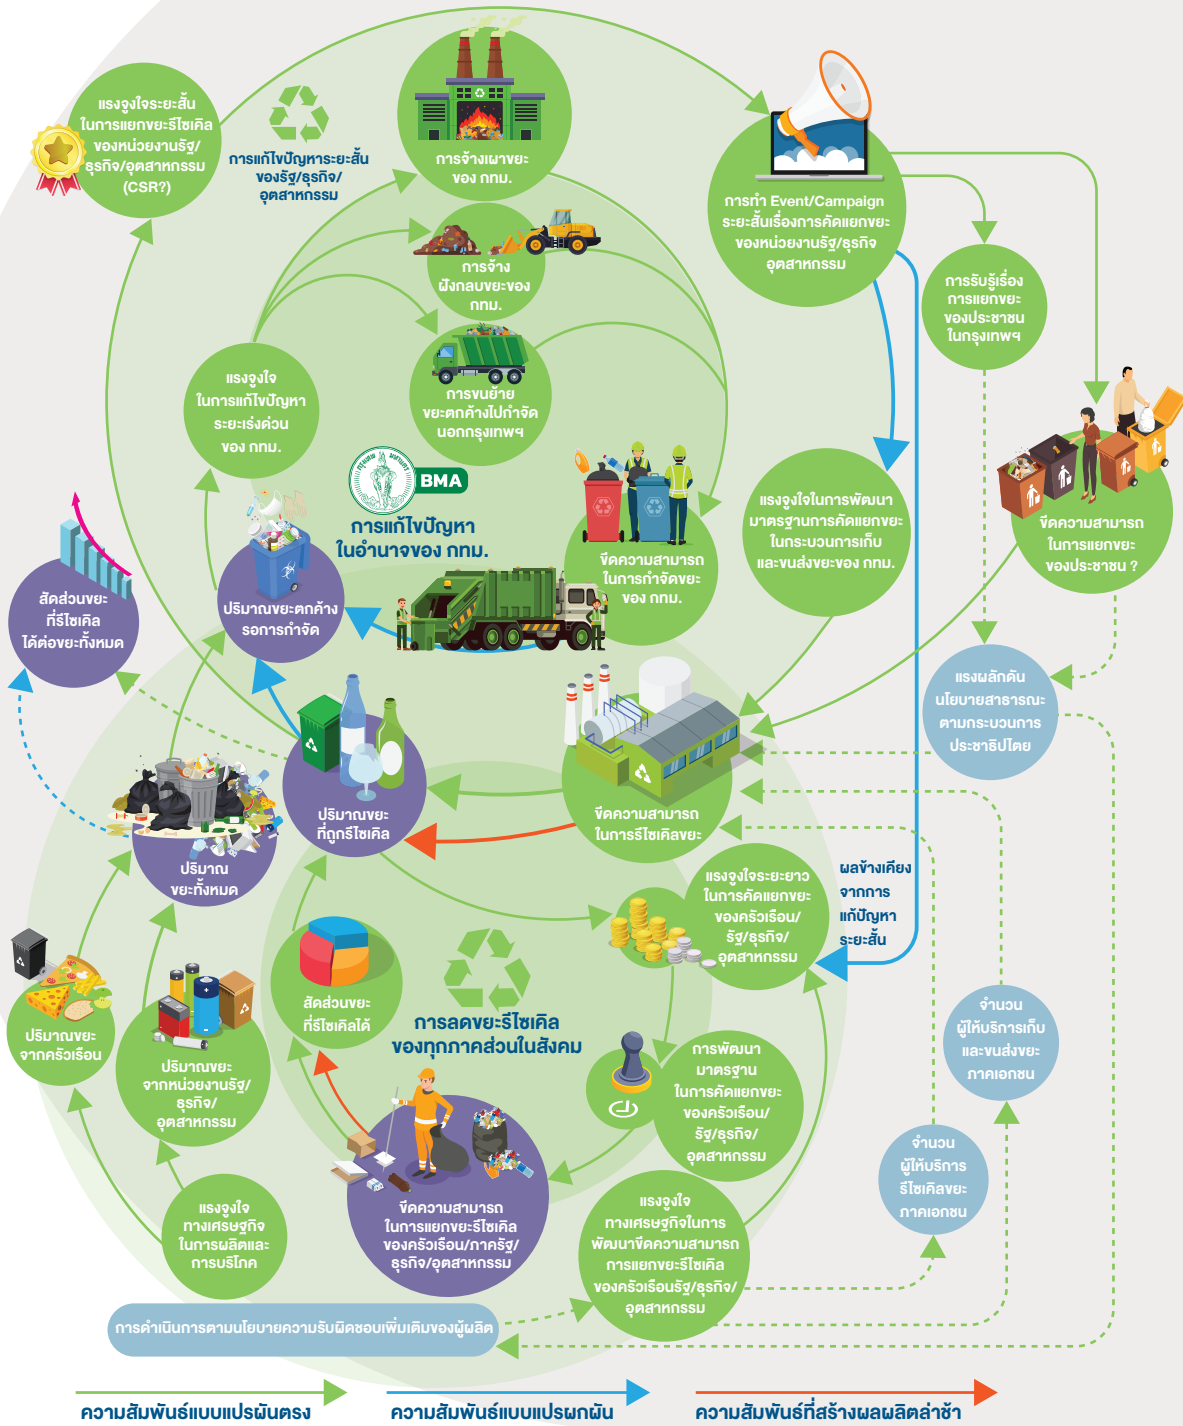 แรงจูงใจระยะสั้น
ในการแยกขยะรีไซเคิล
ของหน่วยงานรัฐ/
ธุรกิจ/อุตสาหกรรม
(CSR?)
การแก้ไขปัญหาระยะสั้น
ของรัฐ/ธุรกิจ/
อุตสาหกรรม
การจ้างเผาขยะ
ของ กทม.
การทำ Event/Campaign
ระยะสั้นเรื่องการคัดแยกขยะ
ของหน่วยงานรัฐ/ธุรกิจ
อุตสาหกรรม
การจ้าง
ฝังกลบขยะของ
กทม.
การรับรู้เรื่อง
การแยกขยะ
ของประชาชน
ในกรุงเทพฯ
แรงจูงใจ
ในการแก้ไขปัญหา
ระยะเร่งด่วน
ของ กทม.
การขนย้าย
ขยะตกค้างไปกำจัด
นอกกรุงเทพฯ
กรุงเทพมหานคร
BMA
การแก้ไขปัญหา
ในอำนาจของ กทม.
แรงจูงใจในการพัฒนา
มาตรฐานการคัดแยกขยะ
ในกระบวนการเก็บ
และขนส่งขยะของ กทม.
ขีดความสามารถ
ในการแยกขยะ
ของประชาชน ?
ขีดความสามารถ
ในการกำจัดขยะ
ของ กทม.
สัดส่วนขยะ
ที่รีไซเคิล
ได้ต่อขยะทั้งหมด
ปริมาณขยะตกค้าง
รอการกำจัด
แรงผลักดัน
นโยบายสาธารณะ
ตามกระบวนการ
ประชาธิปไตย
ปริมาณขยะ
ที่ถูกรีไซเคิล
ขีดความสามารถ
ในการรีไซเคิลขยะ
ปริมาณ
ขยะทั้งหมด
แรงจูงใจระยะยาว
ในการคัดแยกขยะ
ของครัวเรือน/
รัฐ/ธุรกิจ/
อุตสาหกรรม
ผลข้างเคียง
จากการ
แก้ปัญหา
ระยะสั้น
สัดส่วนขยะ
ที่รีไซเคิลได้
การลดขยะรีไซเคิล
ของทุกภาคส่วนในสังคม
ปริมาณขยะ
จากครัวเรือน
ปริมาณขยะ
จากหน่วยงานรัฐ/
ธุรกิจ/
อุตสาหกรรม
การพัฒนา
มาตรฐาน
ในการคัดแยกขยะ
ของครัวเรือน/
รัฐ/ธุรกิจ/
อุตสาหกรรม
จำนวน
ผู้ให้บริการเก็บ
และขนส่งขยะ
ภาคเอกชน
จำนวน
ผู้ให้บริการ
รีไซเคิลขยะ
ภาคเอกชน
แรงจูงใจ
ทางเศรษฐกิจ
ในการผลิตและ
การบริโภค
ขีดความสามารถ
ในการแยกขยะรีไซเคิล
ของครัวเรือน/ภาครัฐ/
ธุรกิจ/อุตสาหกรรม
แรงจูงใจ
ทางเศรษฐกิจในการ
พัฒนาขีดความสามารถ
การแยกขยะรีไซเคิล
ของครัวเรือนรัฐ/ธุรกิจ/
อุตสาหกรรม
การดำเนินการตามนโยบายความรับผิดชอบเพิ่มเติมของผู้ผลิต
ความสัมพันธ์แบบแปรผันตรง
ความสัมพันธ์แบบแปรผกผัน
ความสัมพันธ์ที่สร้างผลผลิตล่าช้า